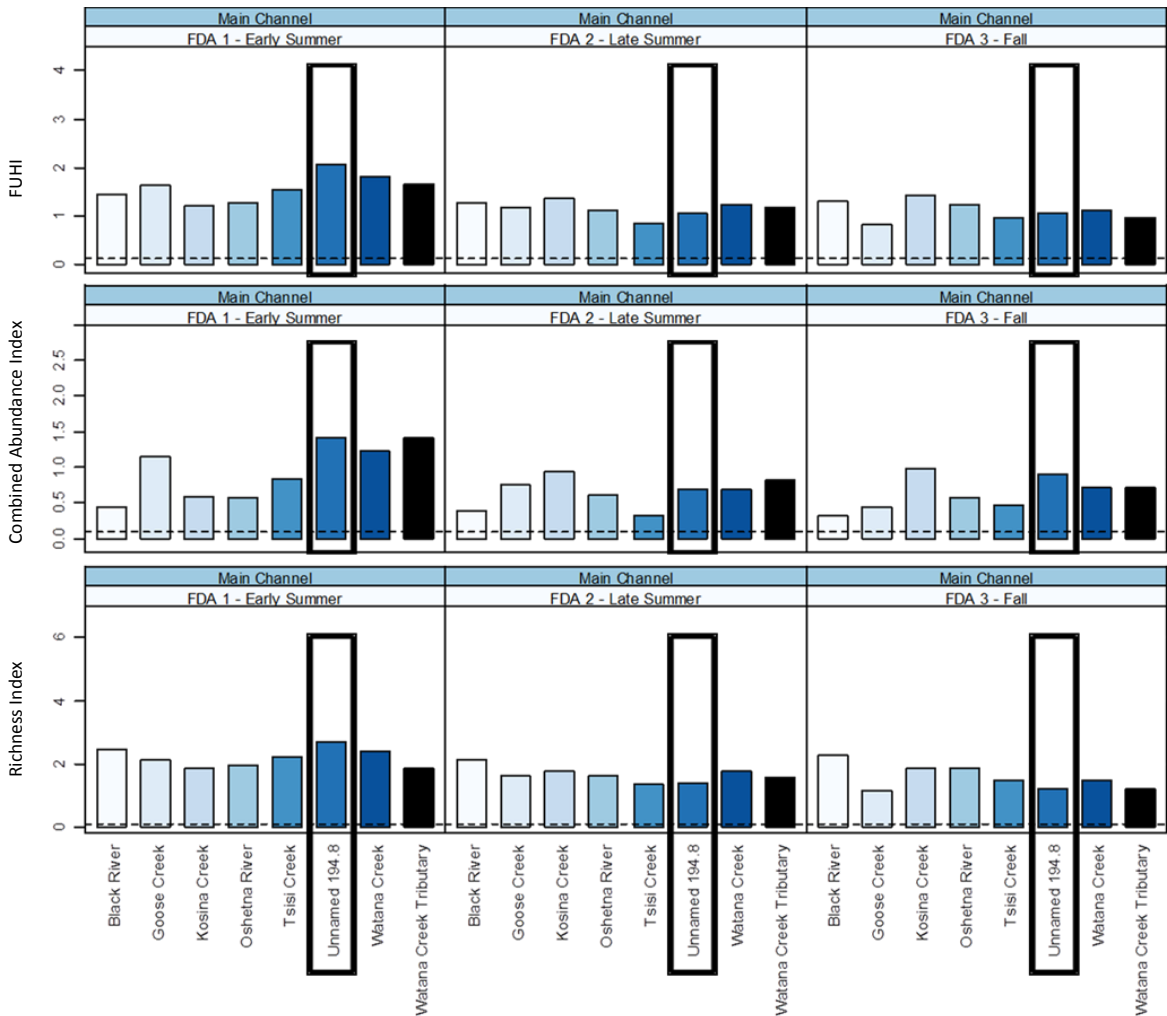 Main Channel Main Channel Main Channel
FDA 1 - Early Summer FDA 2 - Late Summer FDA 3 - Fall
FUHI
4
3
2
1
0
Main Channel Main Channel Main Channel
FDA 1 - Early Summer FDA 2 - Late Summer FDA 3 - Fall
Combined Abundance Index
2.5
2.0
1.5
1.0
0.5
0.0
Main Channel Main Channel Main Channel
FDA 1 - Early Summer FDA 2 - Late Summer FDA 3 - Fall
Richness Index
6
4
2
0
Black River
Goose Creek
Kosina Creek
Oshetna River
Tsisi Creek
Unnamed 194.8
Watana Creek
Watana Creek Tributary
Black River
Goose Creek
Kosina Creek
Oshetna River
Tsisi Creek
Unnamed 194.8
Watana Creek
Watana Creek Tributary
Black River
Goose Creek
Kosina Creek
Oshetna River
Tsisi Creek
Unnamed 194.8
Watana Creek
Watana Creek Tributary